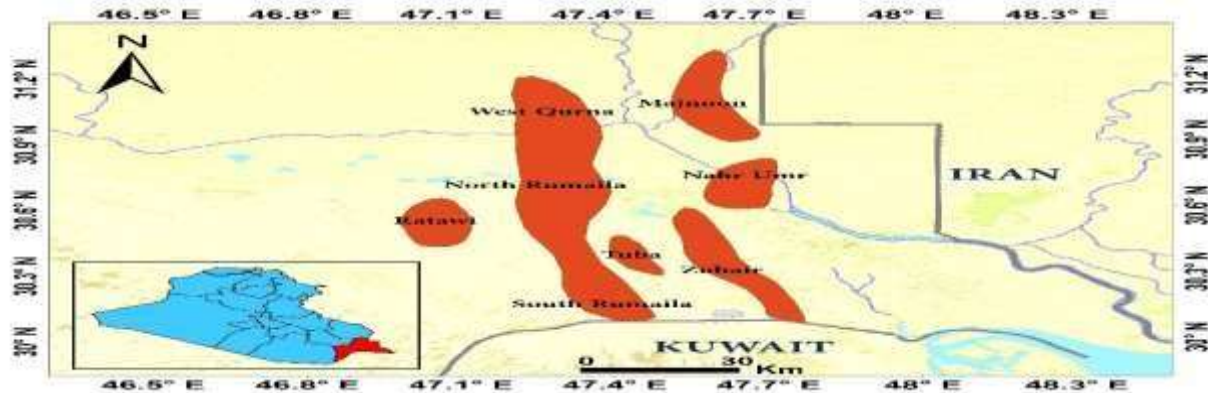 46.5° E 46.8° E 47.1° E 47.4° E 47.7° E 48° E 48.3° E
N
31.2° N 31.2° N
West Qurna Majnoon
30.9° N 30.9° N
North Rumaila Nahr Umr IRAN
30.6° N 30.6° N
Ratawi
Tuba Zubair
30.3° N 30.3° N
South Rumaila
30° N 30° N
KUWAIT
0 30
Km
46.5° E 46.8° E 47.1° E 47.4° E 47.7° E 48° E 48.3° E